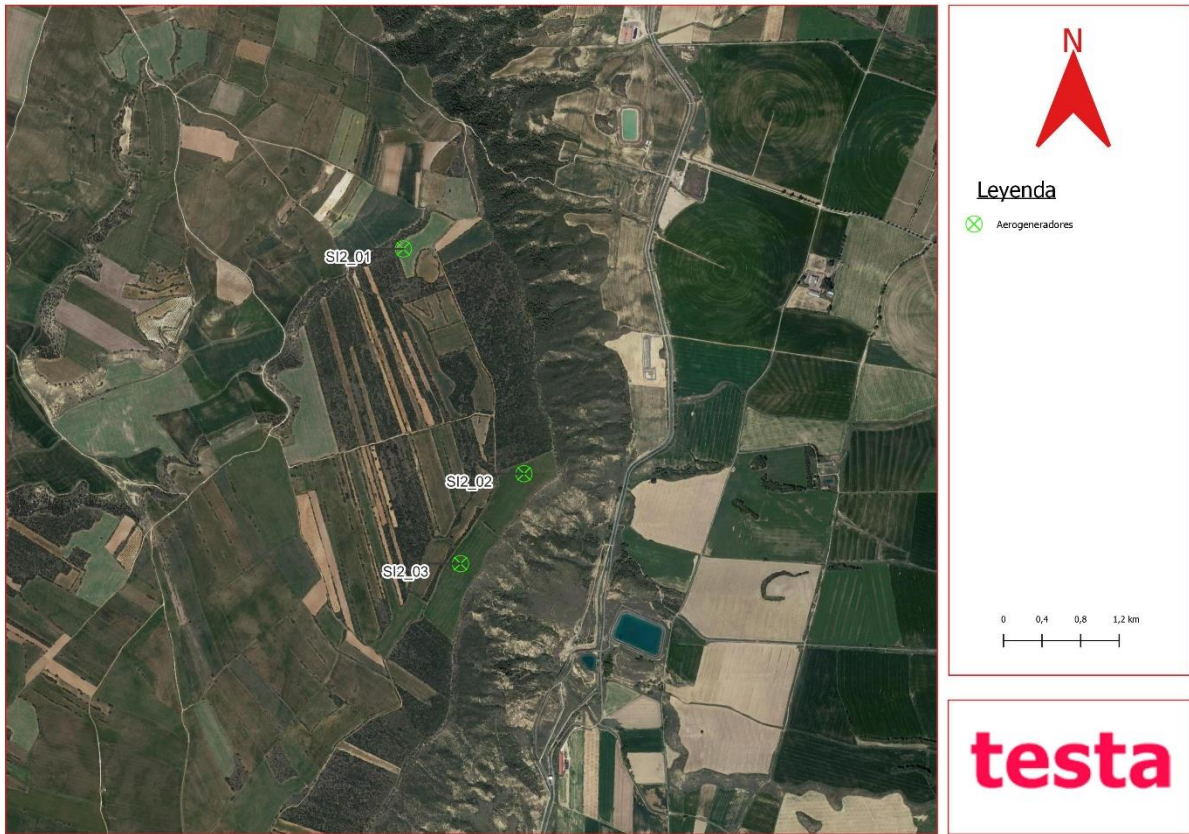 N
Leyenda
Aerogeneradores
SI2_01
SI2_02
SI2_03
0 0,4 0,8 1,2 km
testa